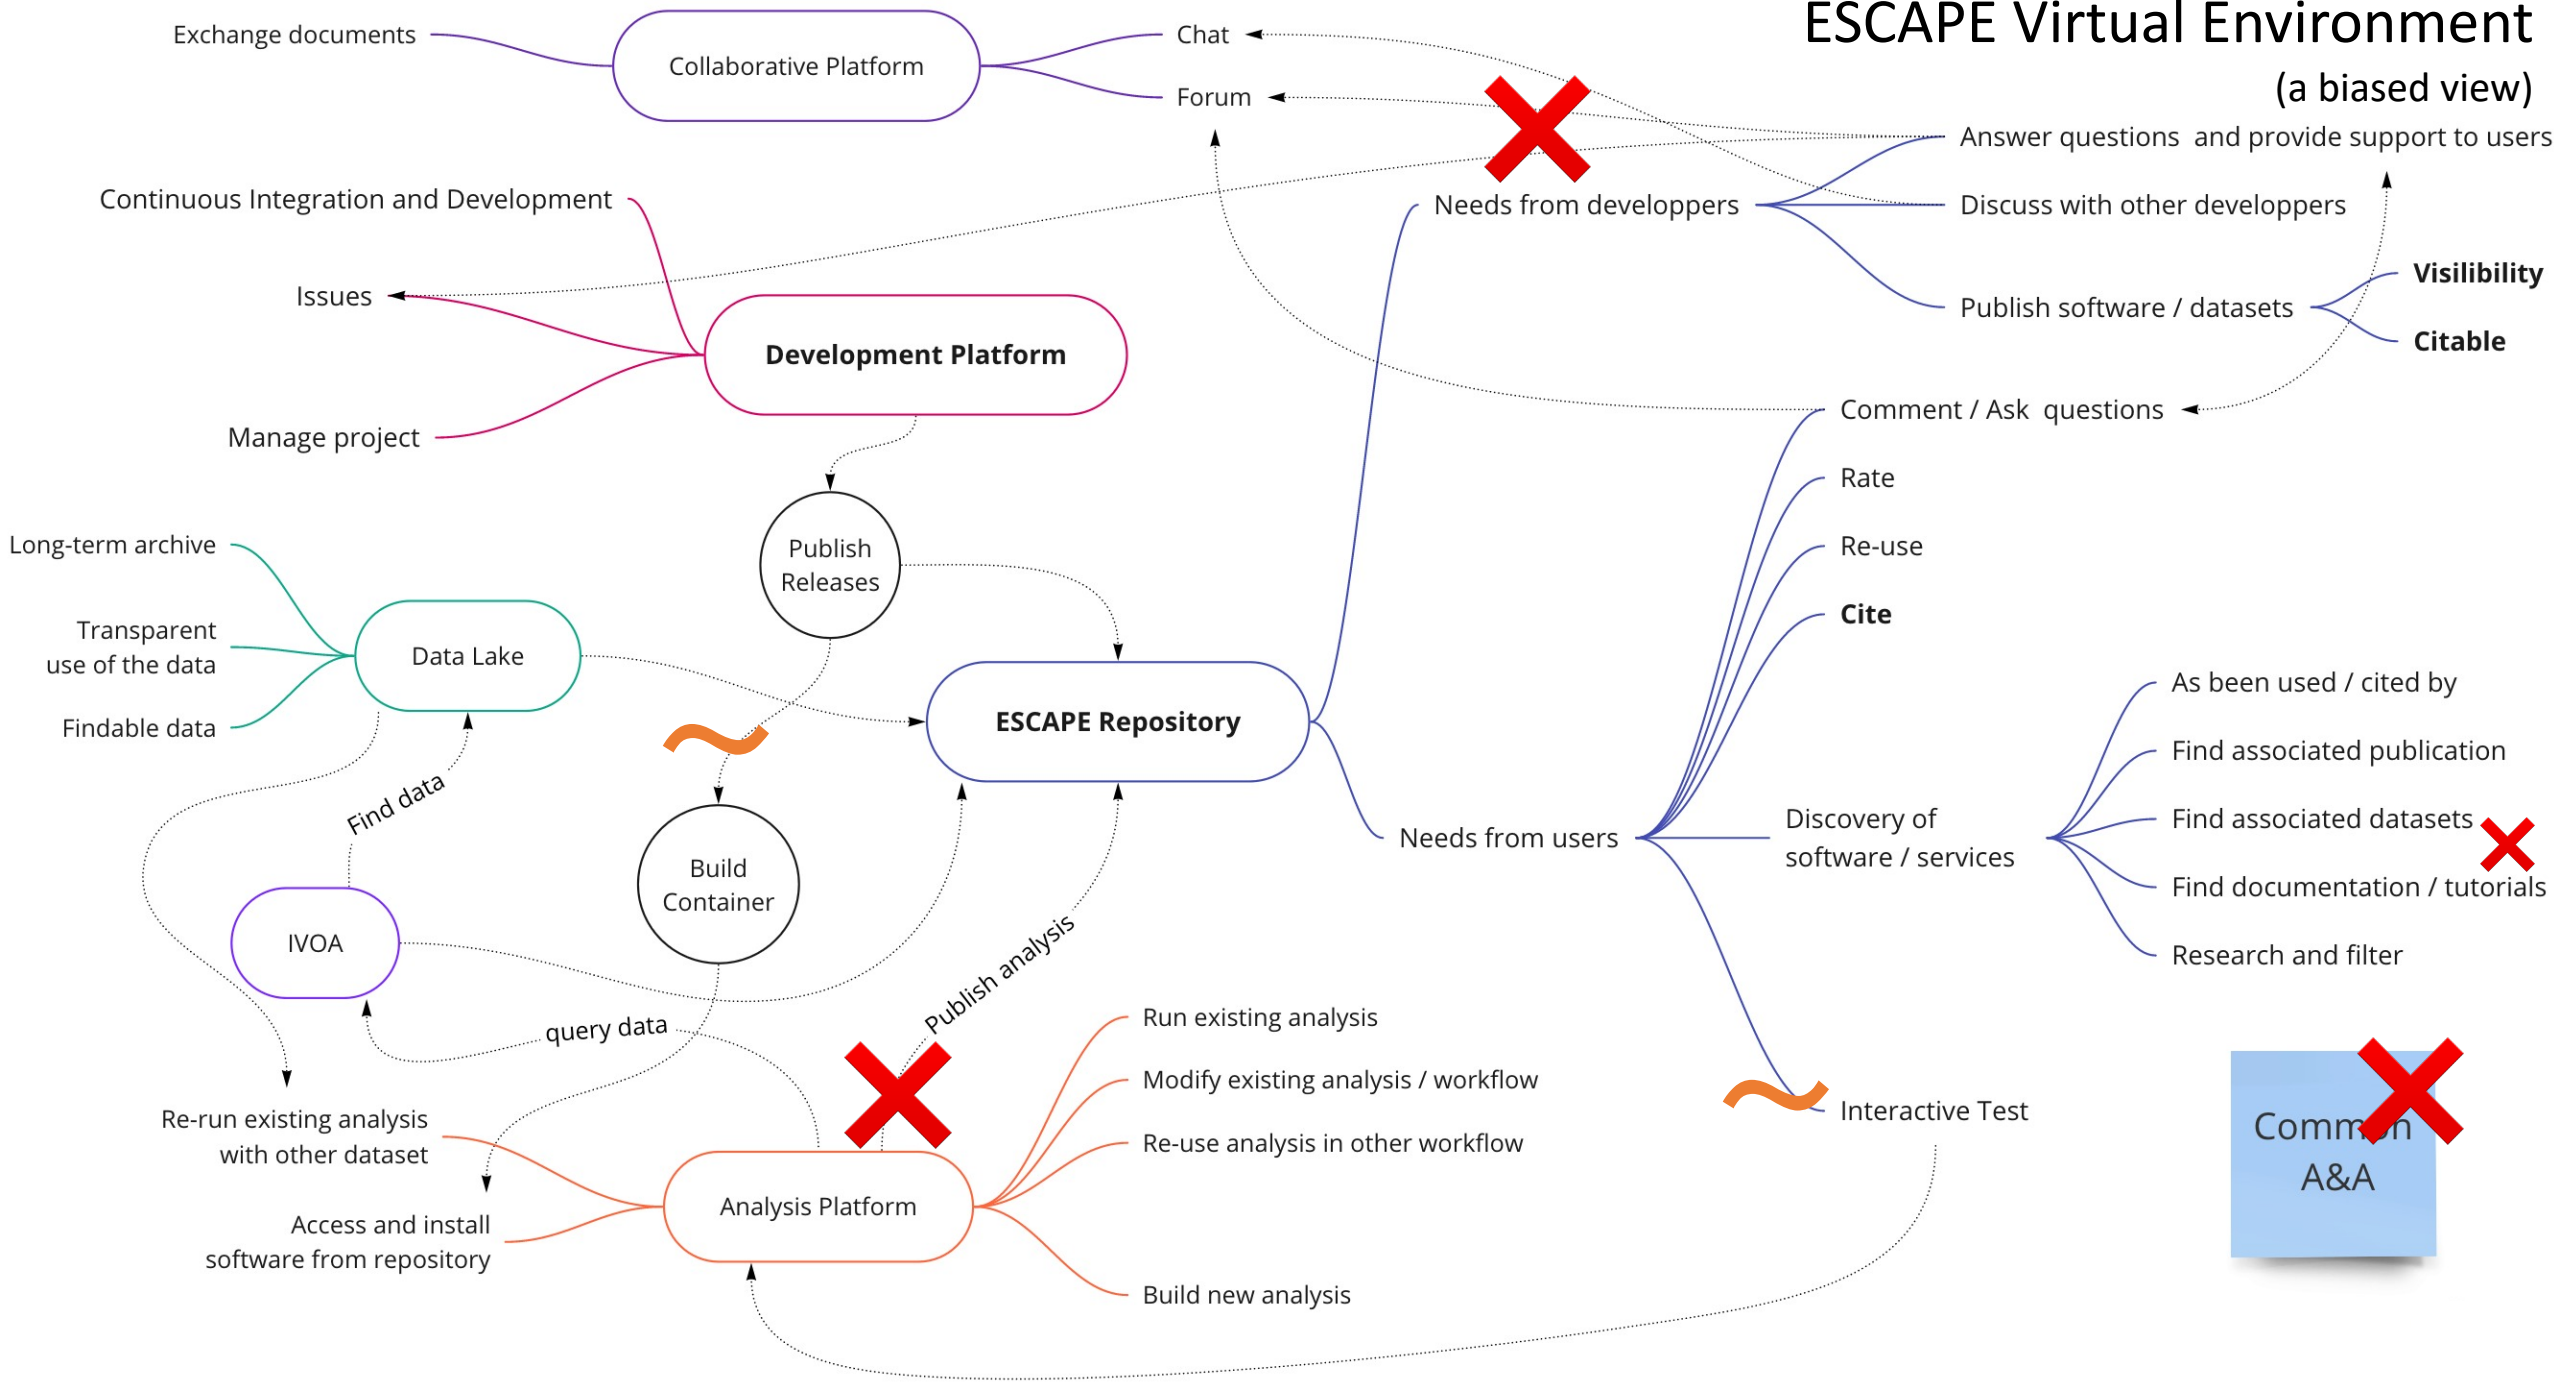 ESCAPE Virtual Environment
(a biased view)
Exchange documents
Collaborative Platform
Chat
Forum
Answer questions and provide support to users
Continuous Integration and Development
Needs from developpers
Discuss with other developpers
Visilibility
Issues
Publish software / datasets
Development Platform
Citable
Comment / Ask questions
Manage project
Rate
Publish
Releases
Long-term archive
Re-use
Cite
Transparent
use of the data
Data Lake
As been used / cited by
Findable data
ESCAPE Repository
Find associated publication
Find data
Needs from users
Discovery of
software / services
Find associated datasets
Build
Container
Find documentation / tutorials
IVOA
Research and filter
Publish analysis
query data
Run existing analysis
Modify existing analysis / workflow
Re-run existing analysis
with other dataset
Re-use analysis in other workflow
Interactive Test
Common
A&A
Analysis Platform
Access and install
software from repository
Build new analysis